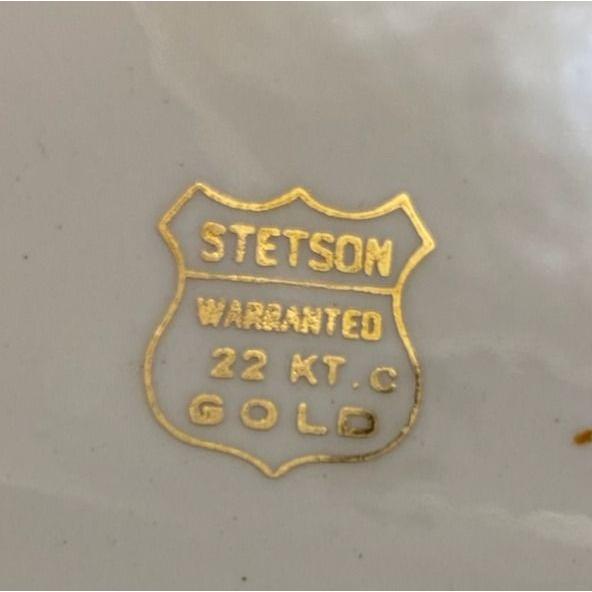 STETSON
WARRANTED
22 KT. C
GOLD